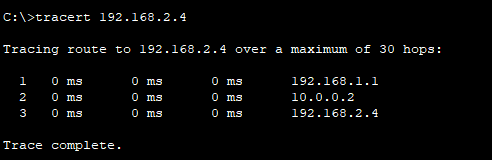 C:\>tracert 192.168.2.4
Tracing route to 192.168.2.4 over a maximum of 30 hops:
1 0 ms 0 ms 0 ms 192.168.1.1
2 0 ms 0 ms 0 ms 10.0.0.2
3 0 ms 0 ms 0 ms 192.168.2.4
Trace complete.